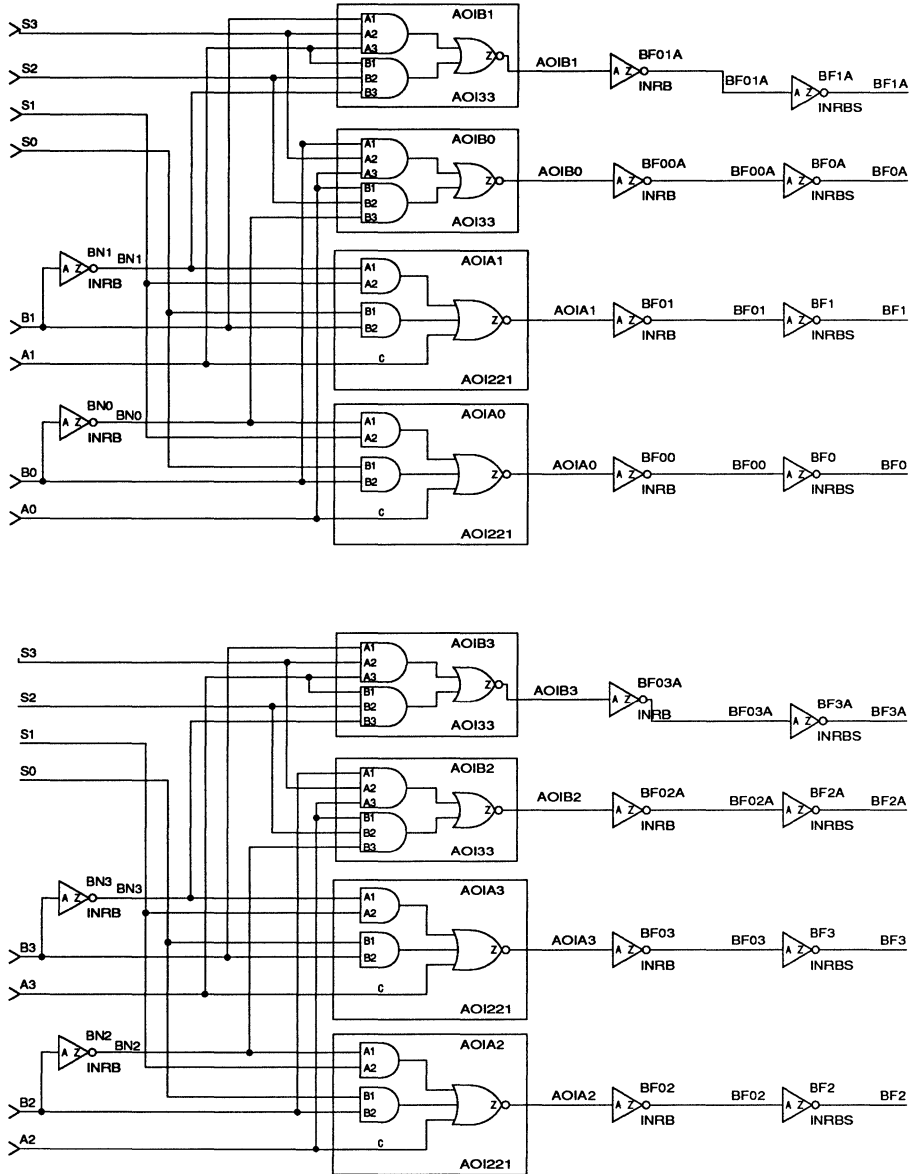 S3
S2
S1
S0
A1
A2
A3
B1
B2
B3
AOIB1
Z
AOI33
AOIB1
A Z
BF01A
INRB
BF01A
A Z
BF1A
INRBS
BF1A
A1
A2
A3
B1
B2
B3
AOIB0
Z
AOI33
AOIB0
A Z
BF00A
INRB
BF00A
A Z
BF0A
INRBS
BF0A
B1
A Z
BN1
INRB
BN1
A1
A1
A2
B1
B2
C
AOIA1
Z
AOI221
AOIA1
A Z
BF01
INRB
BF01
A Z
BF1
INRBS
BF1
B0
A Z
BN0
INRB
BN0
A0
A1
A2
B1
B2
C
AOIA0
Z
AOI221
AOIA0
A Z
BF00
INRB
BF00
A Z
BF0
INRBS
BF0
S3
S2
S1
S0
A1
A2
A3
B1
B2
B3
AOIB3
Z
AOI33
AOIB3
A Z
BF03A
INRB
BF03A
A Z
BF3A
INRBS
BF3A
A1
A2
A3
B1
B2
B3
AOIB2
Z
AOI33
AOIB2
A Z
BF02A
INRB
BF02A
A Z
BF2A
INRBS
BF2A
B3
A Z
BN3
INRB
BN3
A3
A1
A2
B1
B2
C
AOIA3
Z
AOI221
AOIA3
A Z
BF03
INRB
BF03
A Z
BF3
INRBS
BF3
B2
A Z
BN2
INRB
BN2
A2
A1
A2
B1
B2
C
AOIA2
Z
AOI221
AOIA2
A Z
BF02
INRB
BF02
A Z
BF2
INRBS
BF2